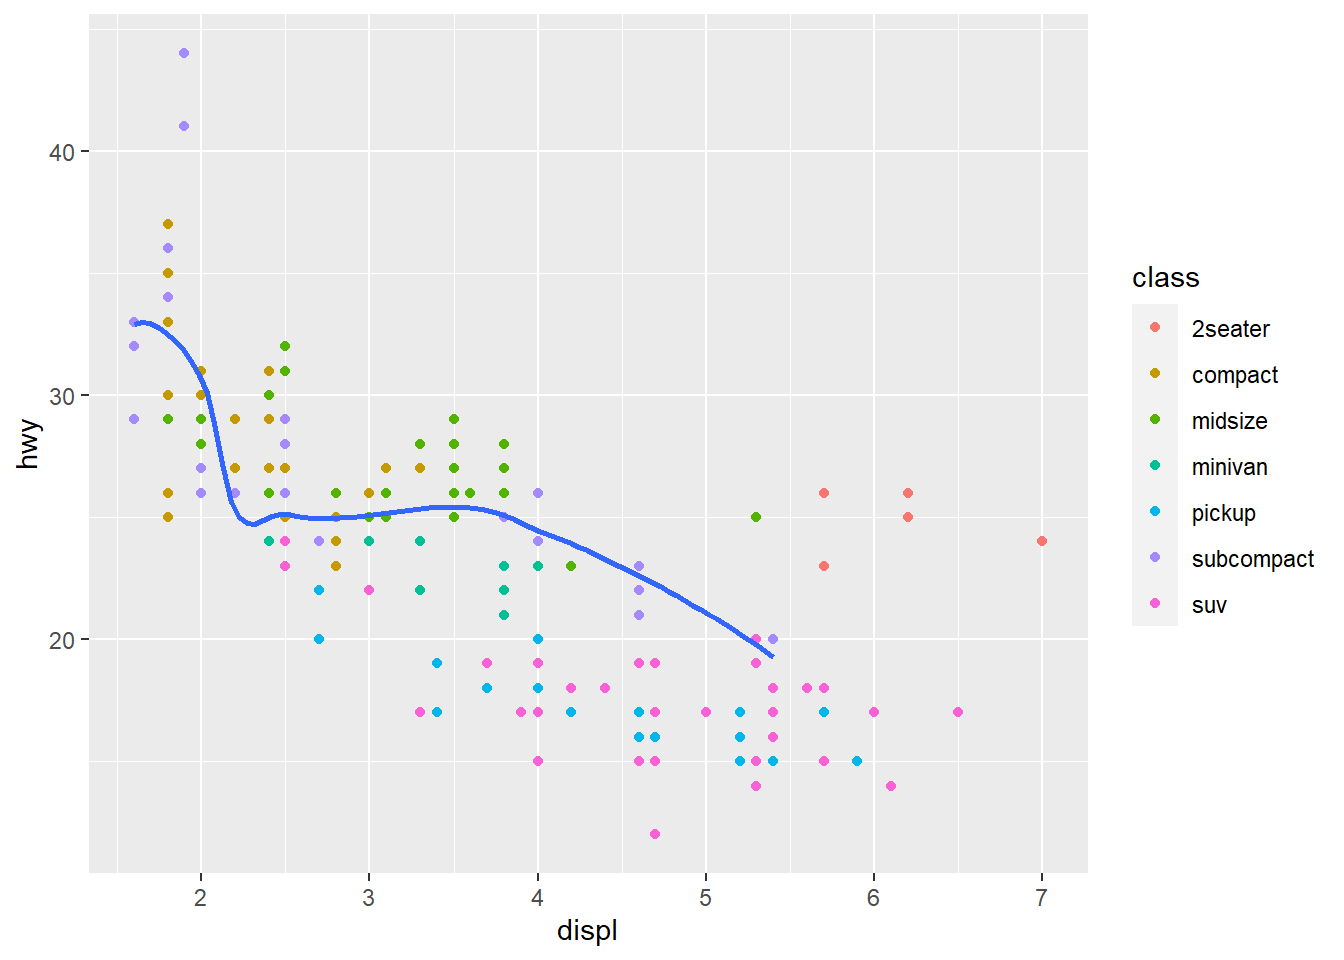 40
30
20
hwy
2
3
4
5
6
7
displ
class
2seater
compact
midsize
minivan
pickup
subcompact
suv